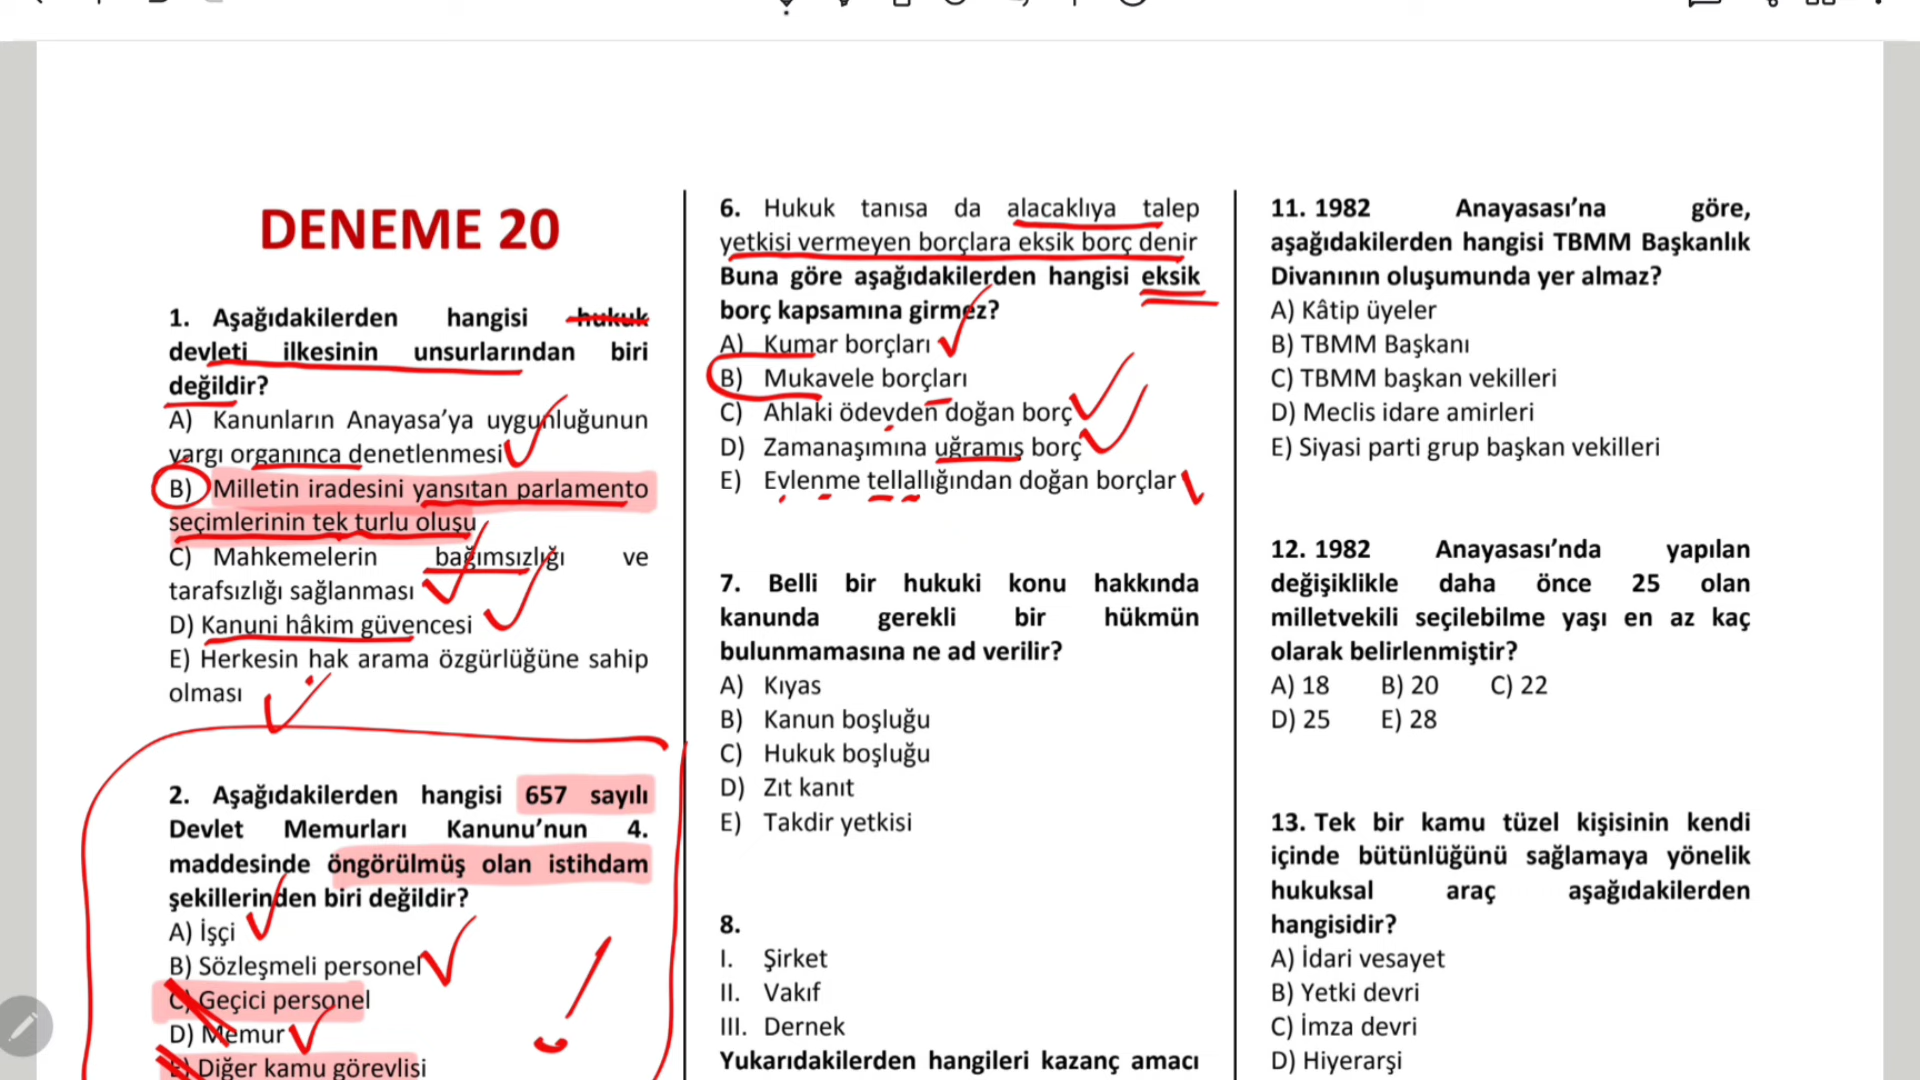 DENEME 20
1. Aşağıdakilerden hangisi hukuk
devleti ilkesinin unsurlarından biri
değildir?
A) Kanunların Anayasa’ya uygunluğunun
yargı organınca denetlenmesi
B) Milletin iradesini yansıtan parlamento
seçimlerinin tek turlu oluşu
C) Mahkemelerin bağımsızlığı ve
tarafsızlığı sağlanması
D) Kanuni hâkim güvencesi
E) Herkesin hak arama özgürlüğüne sahip
olması
2. Aşağıdakilerden hangisi 657 sayılı
Devlet Memurları Kanunu’nun 4.
maddesinde öngörülmüş olan istihdam
şekillerinden biri değildir?
A) İşçi
B) Sözleşmeli personel
C) Geçici personel
D) Memur
E) Diğer kamu görevlisi
6. Hukuk tanısa da alacaklıya talep
yetkisi vermeyen borçlara eksik borç denir
Buna göre aşağıdakilerden hangisi eksik
borç kapsamına girmez?
A) Kumar borçları
B) Mukavele borçları
C) Ahlaki ödevden doğan borç
D) Zamanaşımına uğramış borç
E) Evlenme tellallığından doğan borçlar
7. Belli bir hukuki konu hakkında
kanunda gerekli bir hükmün
bulunmamasına ne ad verilir?
A) Kıyas
B) Kanun boşluğu
C) Hukuk boşluğu
D) Zıt kanıt
E) Takdir yetkisi
8.
I. Şirket
II. Vakıf
III. Dernek
Yukarıdakilerden hangileri kazanç amacı
11. 1982 Anayasası’na göre,
aşağıdakilerden hangisi TBMM Başkanlık
Divanının oluşumunda yer almaz?
A) Kâtip üyeler
B) TBMM Başkanı
C) TBMM başkan vekilleri
D) Meclis idare amirleri
E) Siyasi parti grup başkan vekilleri
12. 1982 Anayasası’nda yapılan
değişiklikle daha önce 25 olan
milletvekili seçilebilme yaşı en az kaç
olarak belirlenmiştir?
A) 18 B) 20 C) 22
D) 25 E) 28
13. Tek bir kamu tüzel kişisinin kendi
içinde bütünlüğünü sağlamaya yönelik
hukuksal araç aşağıdakilerden
hangisidir?
A) İdari vesayet
B) Yetki devri
C) İmza devri
D) Hiyerarşi